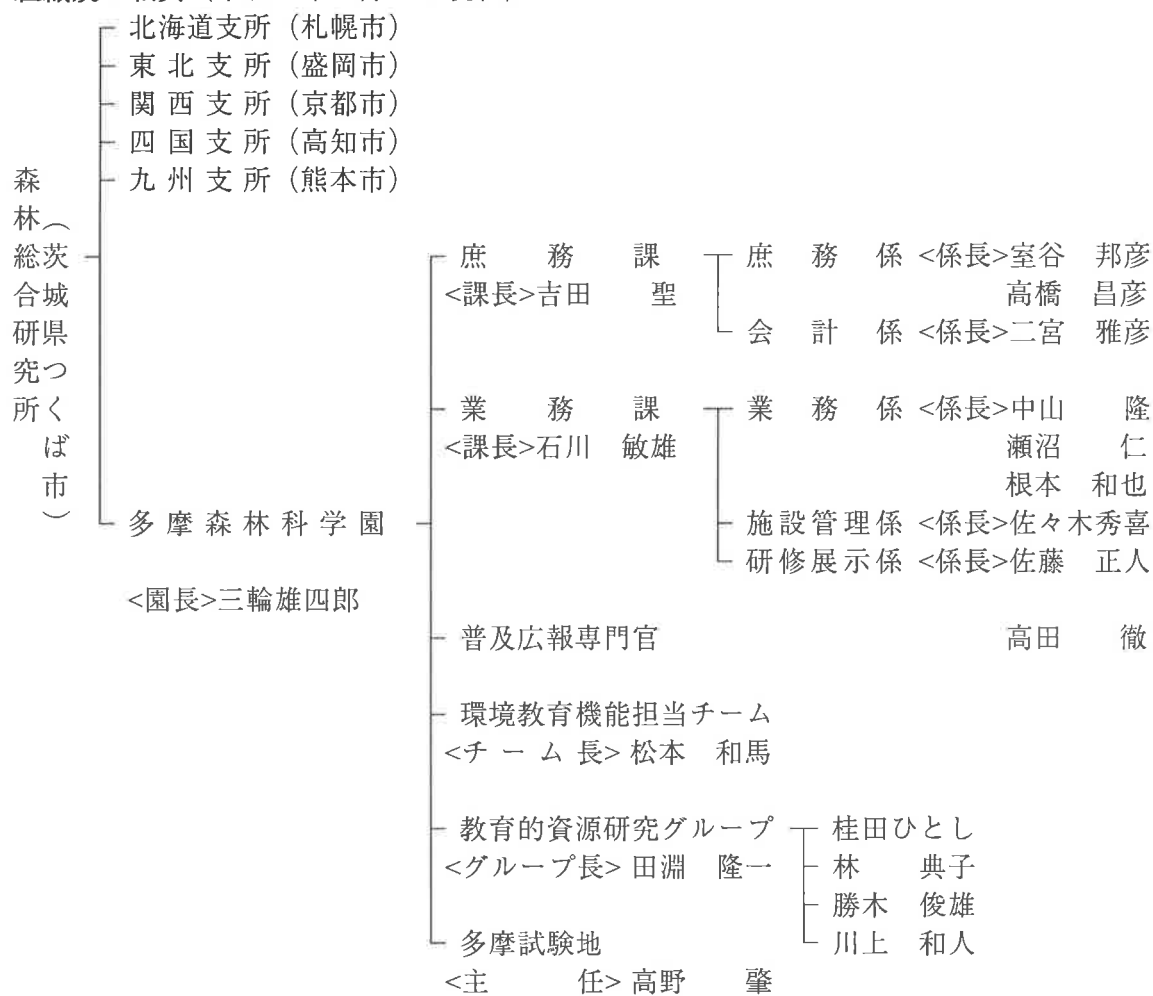 北海道支所（札幌市）
東北支所（盛岡市）
関西支所（京都市）
四国支所（高知市）
九州支所（熊本市）
森林総合研究所
（茨城県つくば市）
多摩森林科学園
<園長>三輪雄四郎
庶務課
<課長>吉田 聖
庶務係 <係長>室谷 邦彦
高橋 昌彦
会計係 <係長>二宮 雅彦
業務課
<課長>石川 敏雄
業務係 <係長>中山 隆
瀬沼 仁
根本 和也
施設管理係 <係長>佐々木秀喜
研修展示係 <係長>佐藤 正人
普及広報専門官 高田 徹
環境教育機能担当チーム
<チーム長> 松本 和馬
教育的資源研究グループ
<グループ長> 田淵 隆一
桂田ひとし
林 典子
勝木 俊雄
川上 和人
多摩試験地
<主任> 高野 肇